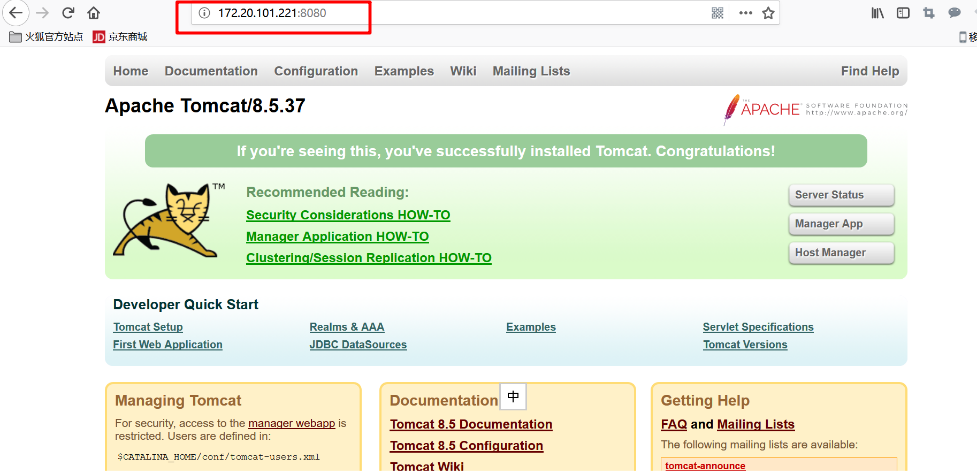 172.20.101.221:8080
火狐官方站点 JD 京东商城 移
Home Documentation Configuration Examples Wiki Mailing Lists Find Help
Apache Tomcat/8.5.37
THE APACHE™ SOFTWARE FOUNDATION
http://www.apache.org/
If you're seeing this, you've successfully installed Tomcat. Congratulations!
TM
Recommended Reading:
Security Considerations HOW-TO
Manager Application HOW-TO
Clustering/Session Replication HOW-TO
Server Status
Manager App
Host Manager
Developer Quick Start
Tomcat Setup
First Web Application
Realms & AAA
JDBC DataSources
Examples
Servlet Specifications
Tomcat Versions
Managing Tomcat
For security, access to the manager webapp is
restricted. Users are defined in:
$CATALINA_HOME/conf/tomcat-users.xml
Documentation
中
Tomcat 8.5 Documentation
Tomcat 8.5 Configuration
Tomcat Wiki
Getting Help
FAQ and Mailing Lists
The following mailing lists are available:
tomcat-announce